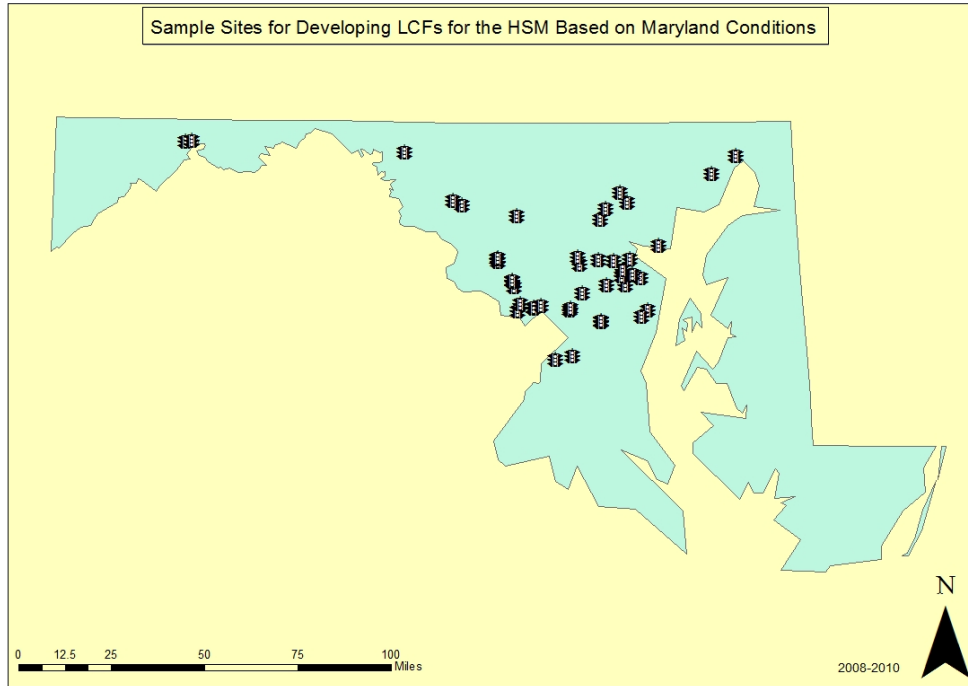 Sample Sites for Developing LCFs for the HSM Based on Maryland Conditions
N
0 12.5 25 50 75 100
Miles
2008-2010